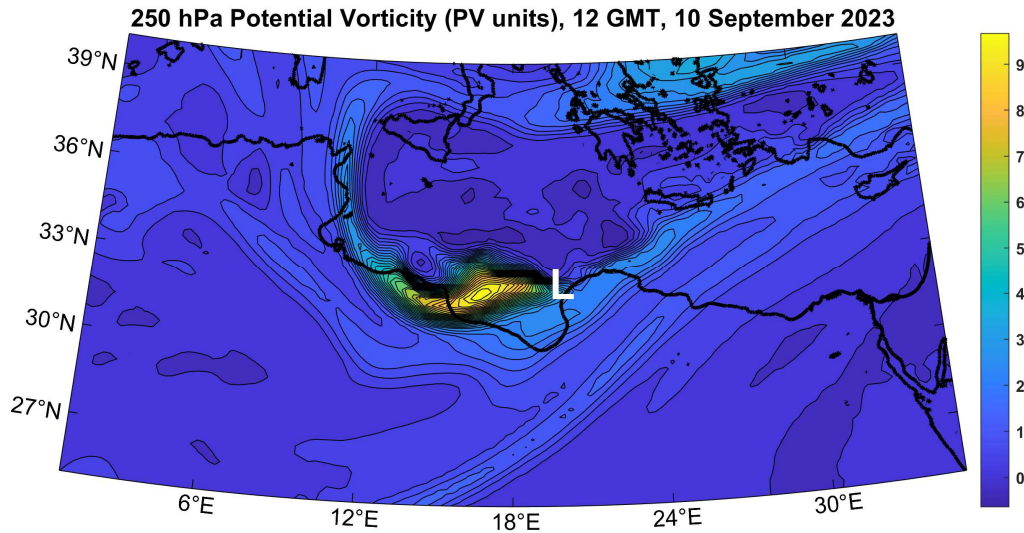 250 hPa Potential Vorticity (PV units), 12 GMT, 10 September 2023
39°N
36°N
33°N
30°N
27°N
6°E
12°E
18°E
24°E
30°E
L
9
8
7
6
5
4
3
2
1
0